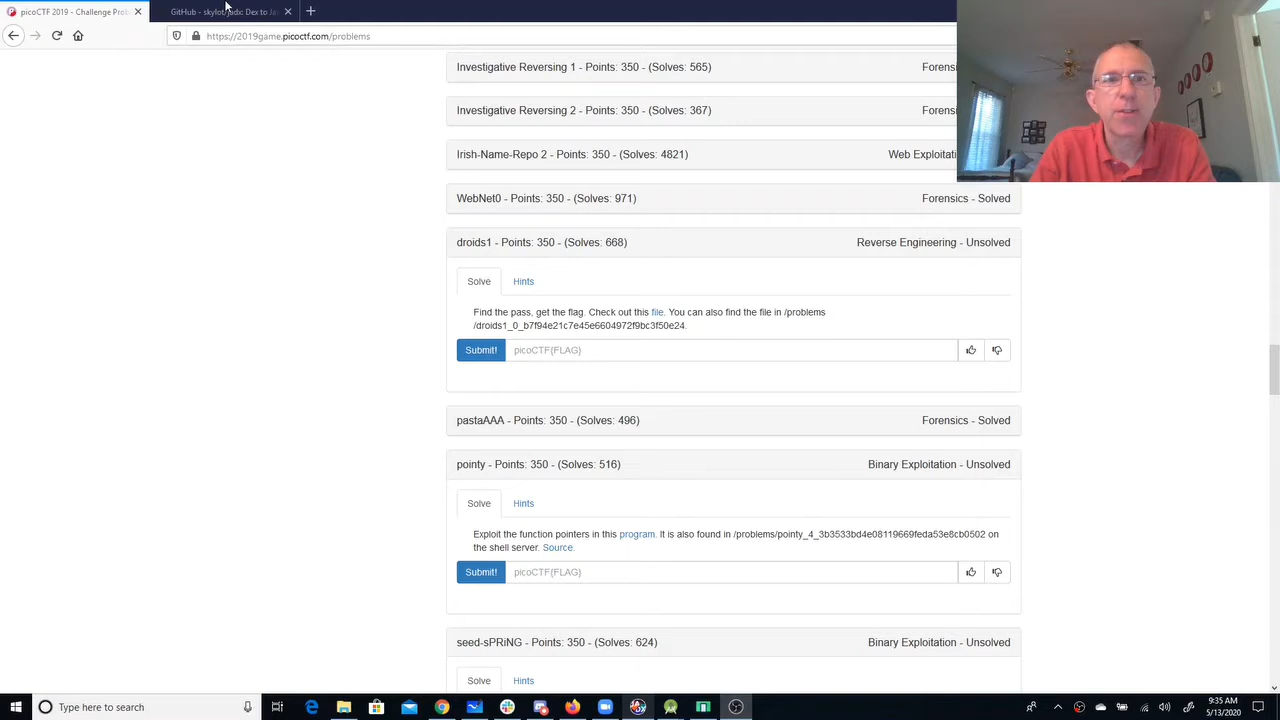 picoCTF 2019 - Challenge Prob
GitHub - skylot/jadx: Dex to Ja
https://2019game.picoctf.com/problems
Investigative Reversing 1 - Points: 350 - (Solves: 565)
Forensi
Investigative Reversing 2 - Points: 350 - (Solves: 367)
Forensi
Irish-Name-Repo 2 - Points: 350 - (Solves: 4821)
Web Exploitati
WebNet0 - Points: 350 - (Solves: 971)
Forensics - Solved
droids1 - Points: 350 - (Solves: 668)
Reverse Engineering - Unsolved
Solve
Hints
Find the pass, get the flag. Check out this file. You can also find the file in /problems
/droids1_0_b7f94e21c7e45e6604972f9bc3f50e24.
Submit!
picoCTF{FLAG}
pastaAAA - Points: 350 - (Solves: 496)
Forensics - Solved
pointy - Points: 350 - (Solves: 516)
Binary Exploitation - Unsolved
Solve
Hints
Exploit the function pointers in this program. It is also found in /problems/pointy_4_3b3533bd4e08119669feda53e8cb0502 on
the shell server. Source.
Submit!
picoCTF{FLAG}
seed-sPRiNG - Points: 350 - (Solves: 624)
Binary Exploitation - Unsolved
Solve
Hints
Type here to search
9:35 AM
5/13/2020